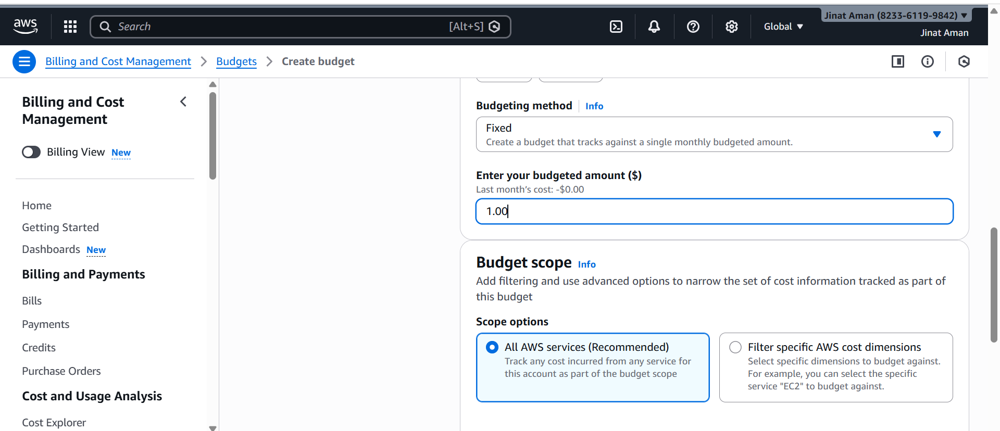 aws
Search
[Alt+S]
Global
Jinat Aman (8233-6119-9842)
Jinat Aman
Billing and Cost Management
Budgets
Create budget
Billing and Cost
Management
Billing View New
Home
Getting Started
Dashboards New
Billing and Payments
Bills
Payments
Credits
Purchase Orders
Cost and Usage Analysis
Cost Explorer
Budgeting method Info
Fixed
Create a budget that tracks against a single monthly budgeted amount.
Enter your budgeted amount ($)
Last month’s cost: -$0.00
1.00
Budget scope Info
Add filtering and use advanced options to narrow the set of cost information tracked as part of
this budget
Scope options
All AWS services (Recommended)
Track any cost incurred from any service for
this account as part of the budget scope
Filter specific AWS cost dimensions
Select specific dimensions to budget against.
For example, you can select the specific
service "EC2" to budget against.